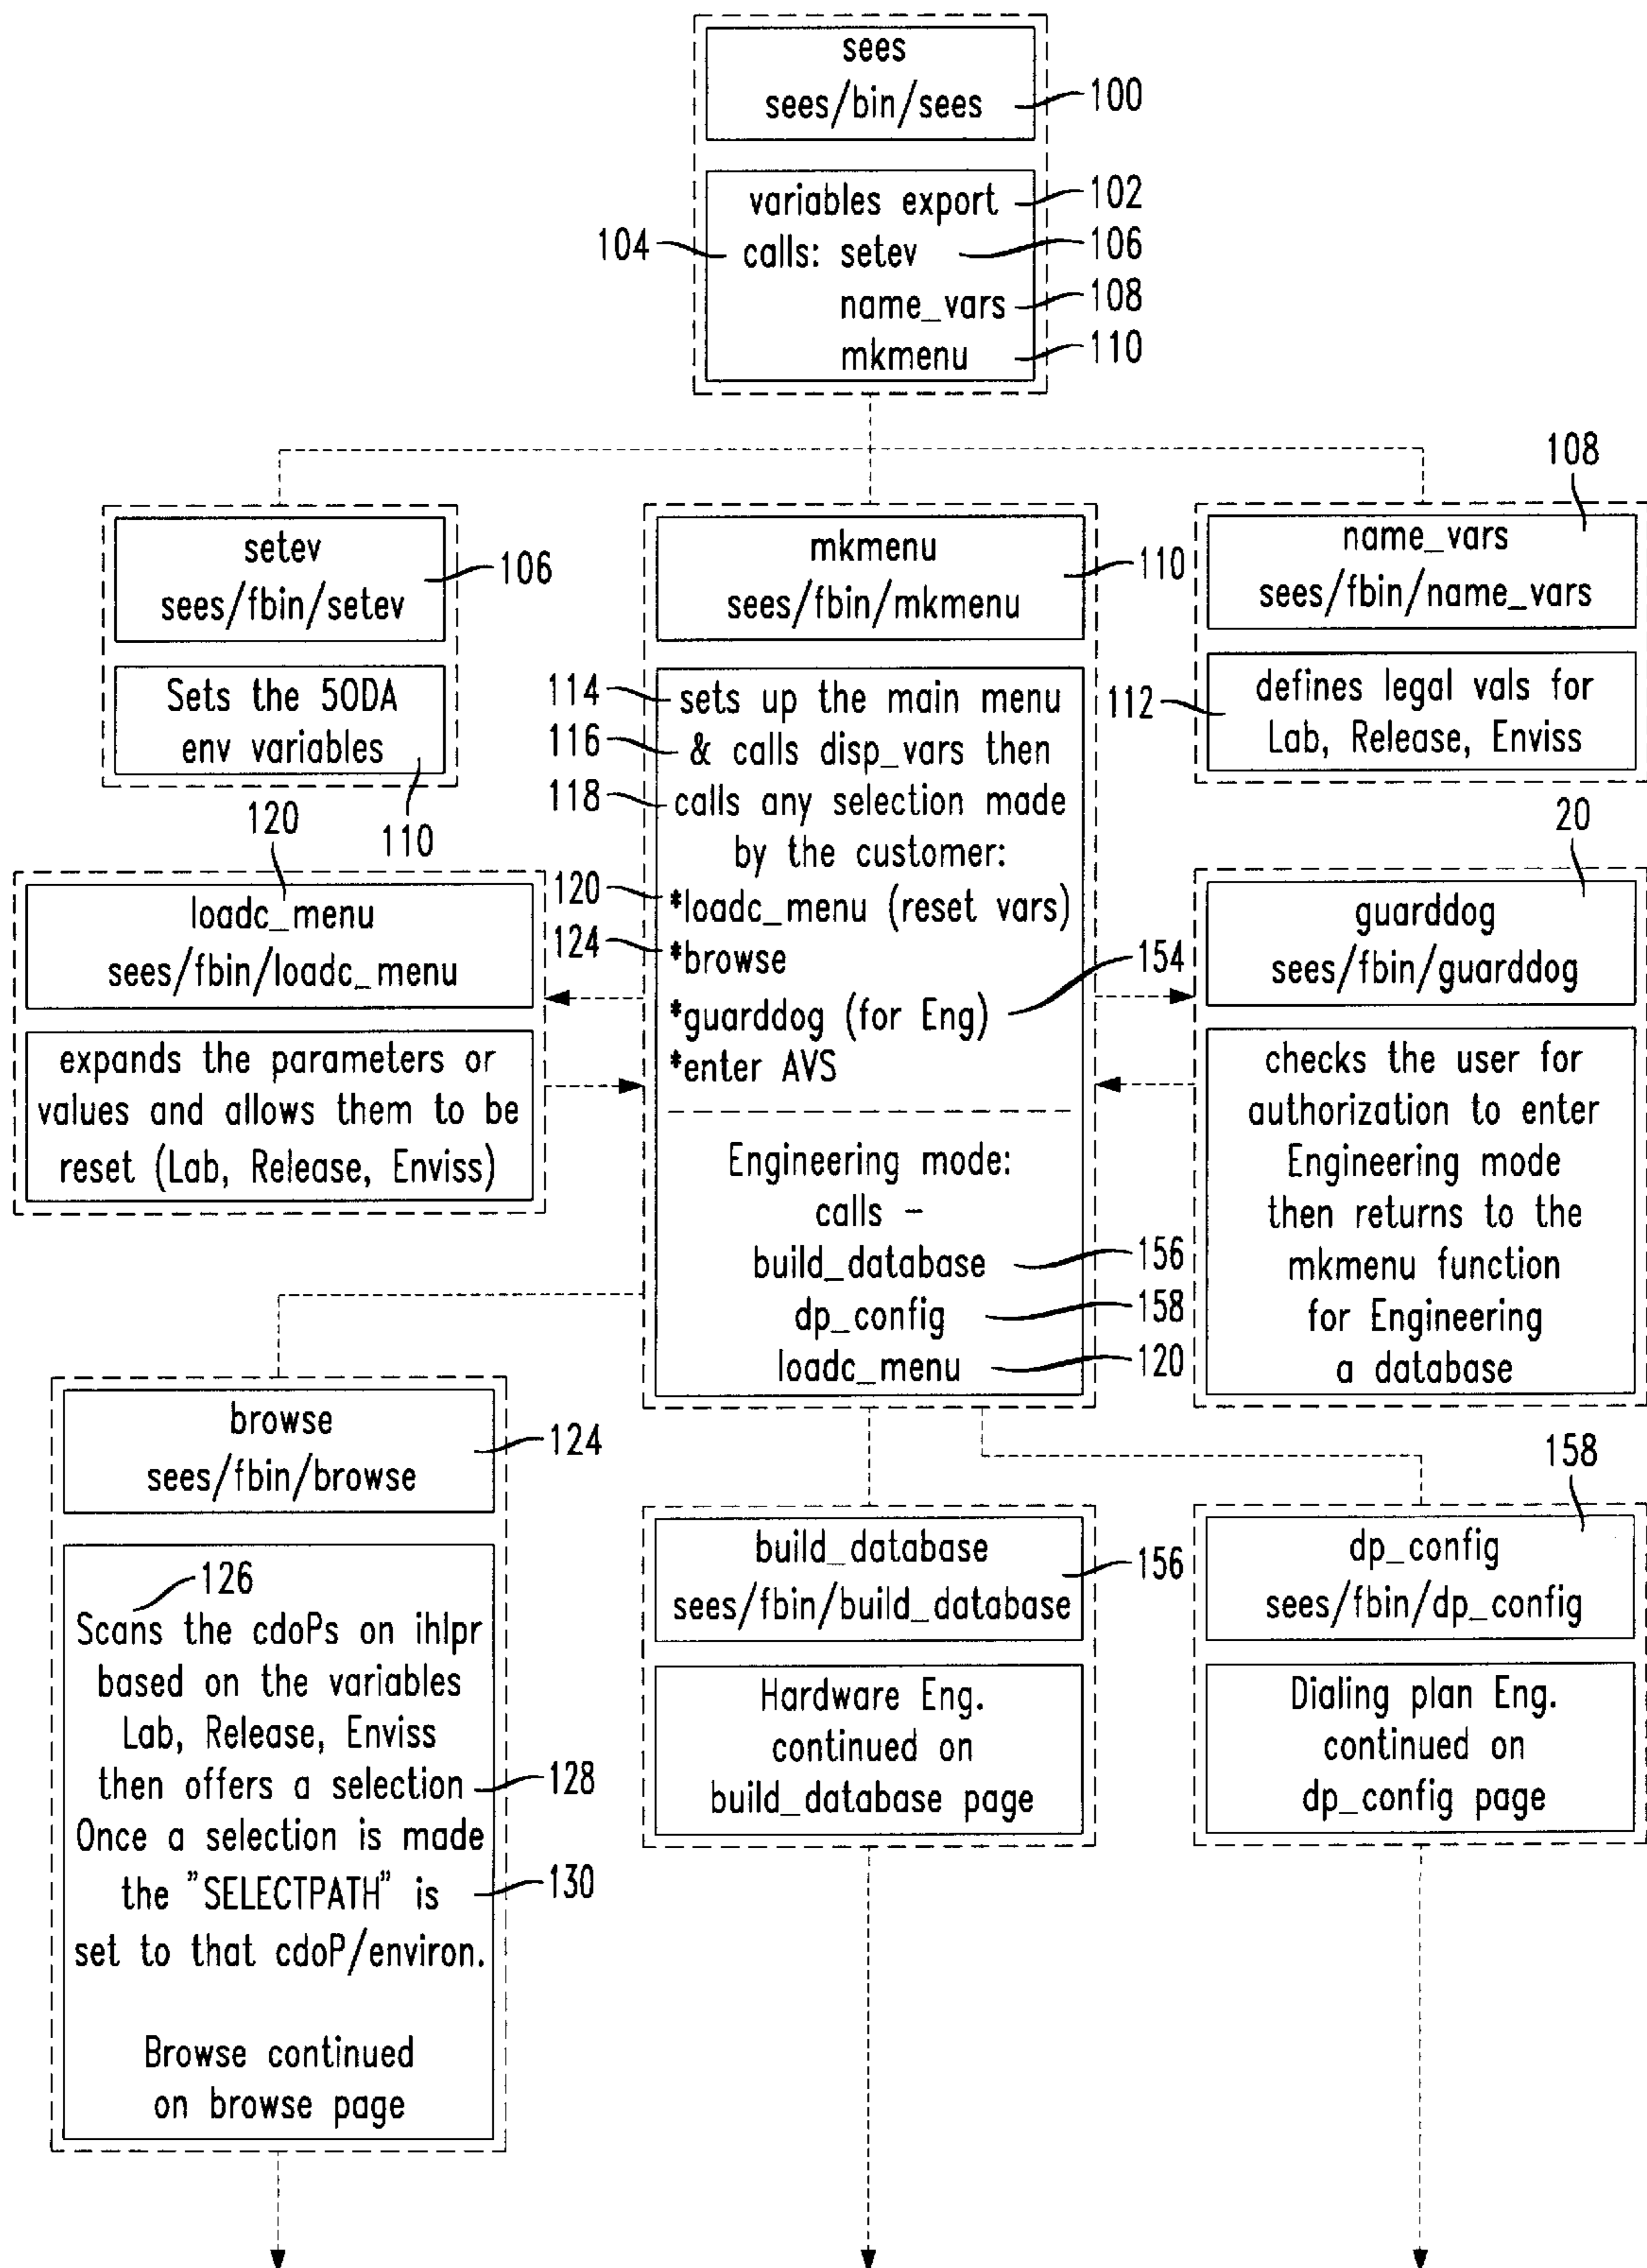 sees
sees/bin/sees
100
variables export
102
104
calls: setev
106
name_vars
108
mkmenu
110
setev
sees/fbin/setev
106
Sets the 5ODA
env variables
110
mkmenu
sees/fbin/mkmenu
110
108
name_vars
sees/fbin/name_vars
112
defines legal vals for
Lab, Release, Enviss
114
sets up the main menu
116
& calls disp_vars then
118
calls any selection made
by the customer:
120
*loadc_menu (reset vars)
124
*browse
154
*guarddog (for Eng)
*enter AVS
Engineering mode:
calls -
build_database
156
dp_config
158
loadc_menu
120
120
loadc_menu
sees/fbin/loadc_menu
expands the parameters or
values and allows them to be
reset (Lab, Release, Enviss)
20
guarddog
sees/fbin/guarddog
checks the user for
authorization to enter
Engineering mode
then returns to the
mkmenu function
for Engineering
a database
browse
sees/fbin/browse
124
126
Scans the cdoPs on ihlpr
based on the variables
Lab, Release, Enviss
then offers a selection
128
Once a selection is made
the "SELECTPATH" is
130
set to that cdoP/environ.
Browse continued
on browse page
build_database
sees/fbin/build_database
156
Hardware Eng.
continued on
build_database page
158
dp_config
sees/fbin/dp_config
Dialing plan Eng.
continued on
dp_config page